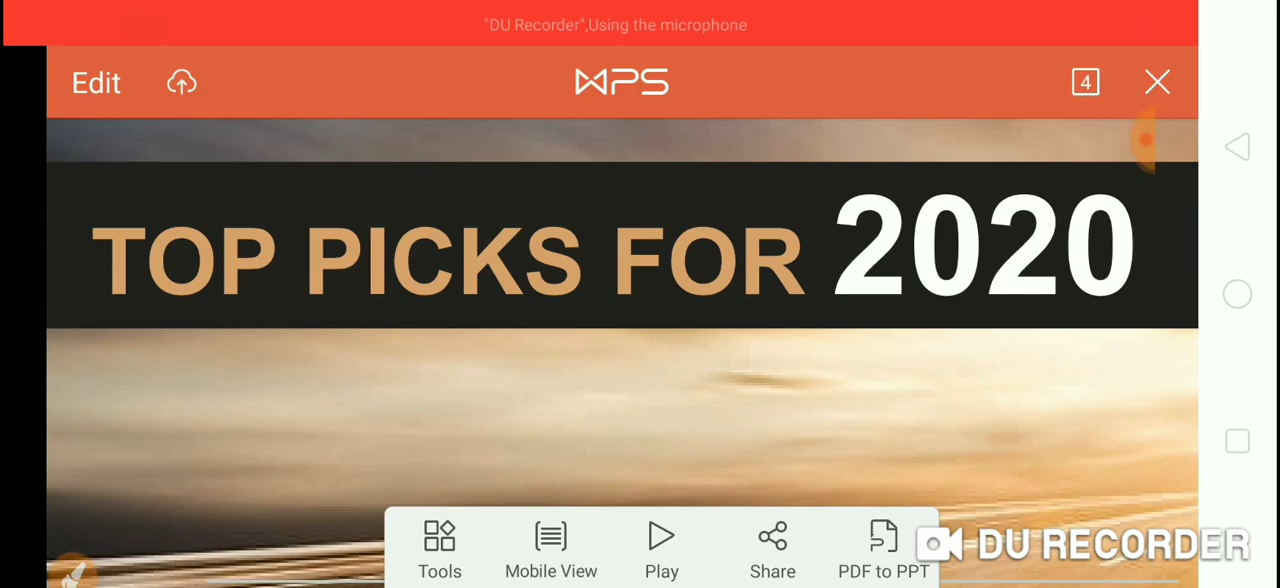 "DU Recorder",Using the microphone
Edit
WPS
4
TOP PICKS FOR 2020
Tools
Mobile View
Play
Share
PDF to PPT
DU RECORDER